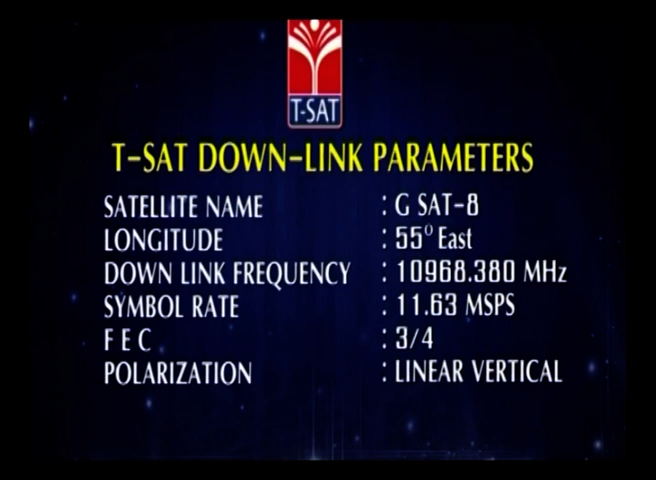 T-SAT
T-SAT DOWN-LINK PARAMETERS
SATELLITE NAME : G SAT-8
LONGITUDE : 55⁰ East
DOWN LINK FREQUENCY : 10968.380 MHz
SYMBOL RATE : 11.63 MSPS
F E C : 3/4
POLARIZATION : LINEAR VERTICAL